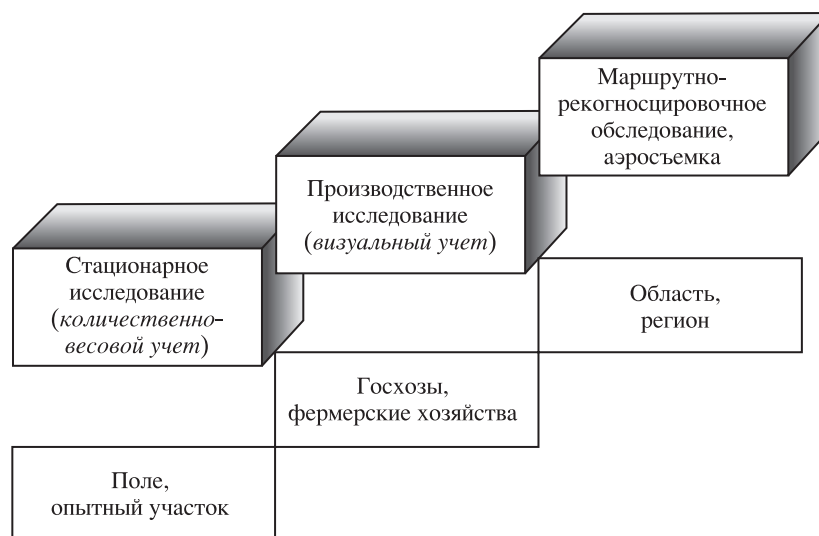 Маршрутно-
рекогносцировочное
обследование,
аэросъемка
Производственное
исследование
(визуальный учет)
Стационарное
исследование
(количественно-
весовой учет)
Область,
регион
Госхозы,
фермерские хозяйства
Поле,
опытный участок